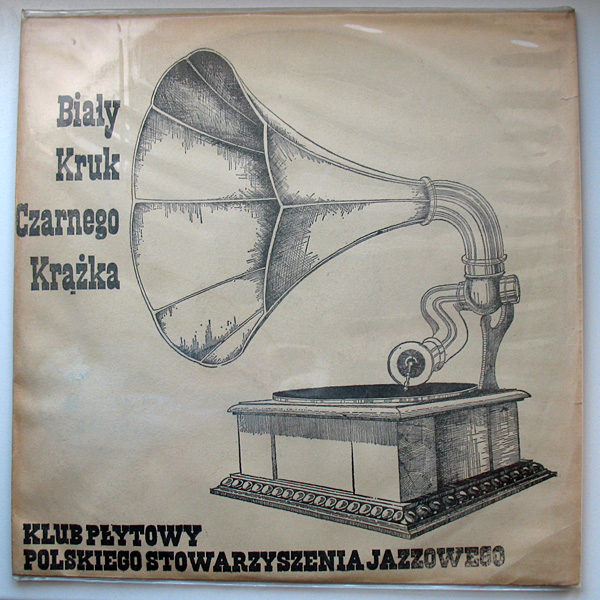 Biały
Kruk
Czarnego
Krążka
KLUB PŁYTOWY
POLSKIEGO STOWARZYSZENIA JAZZOWEGO